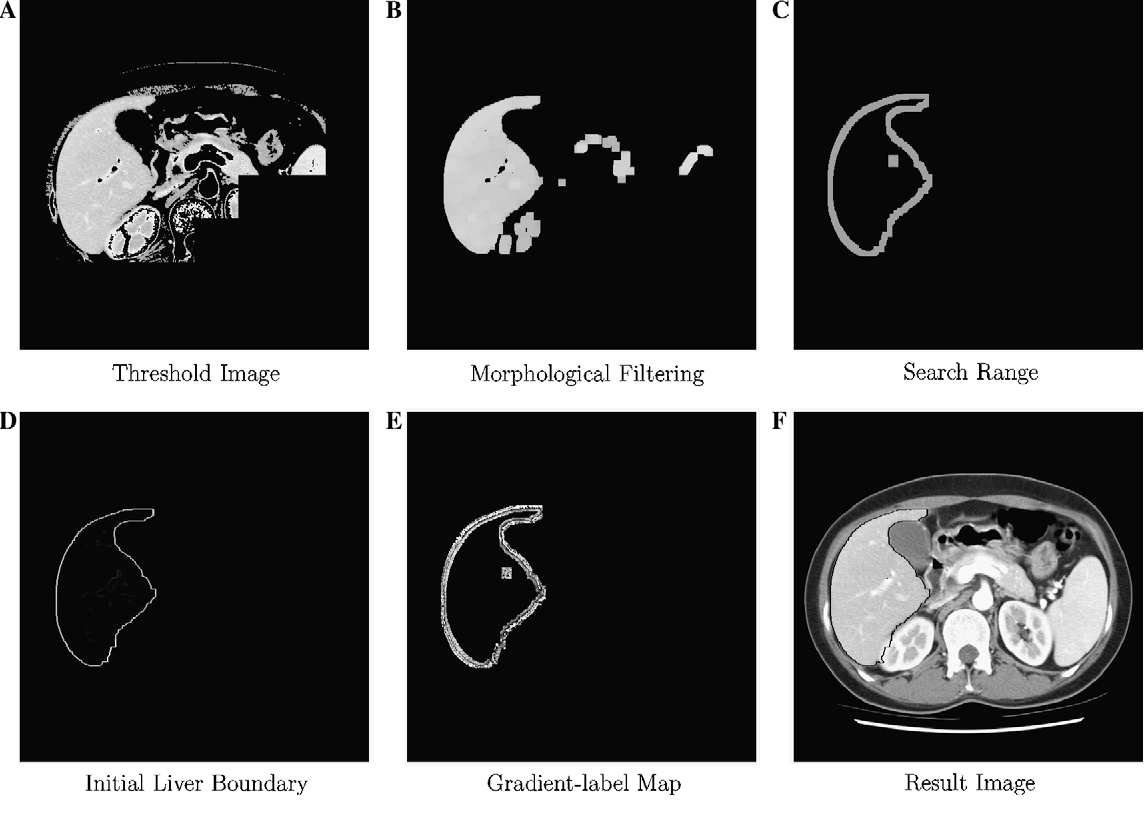 A
B
C
Threshold Image
Morphological Filtering
Search Range
D
E
F
Initial Liver Boundary
Gradient-label Map
Result Image